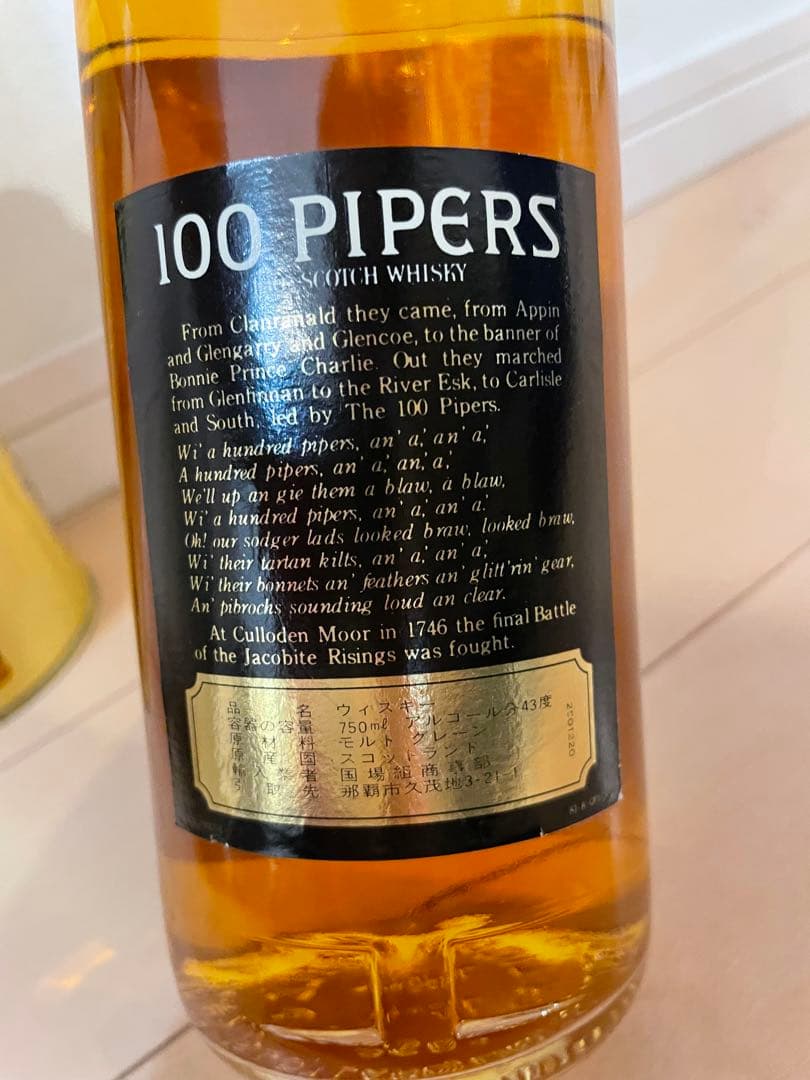 100 PIPERS
SCOTCH WHISKY
From Clanranald they came, from Appin
and Glengarry and Glencoe, to the banner of
Bonnie Prince Charlie. Out they marched
from Glenfinnan to the River Esk, to Carlisle
and South, led by The 100 Pipers.
Wi' a hundred pipers, an' a,' an' a,'
A hundred pipers, an' a,' an,' a,'
We'll up an gie them a blaw, a blaw,
Wi' a hundred pipers, an' a,' an' a.'
Oh! our sodger lads looked braw, looked braw,
Wi' their tartan kilts, an' a,' an' a,'
Wi' their bonnets an' feathers an' glitt'rin' gear,
An' pibrochs sounding loud an clear.
At Culloden Moor in 1746 the final Battle
of the Jacobite Risings was fought.
品名 ウィスキー
容器の容量 750mℓ アルコール分43度
原材料 モルト グレーン
原産国 スコットランド
輸入業者 国場組商事部
引取先 那覇市久茂地3-21-1